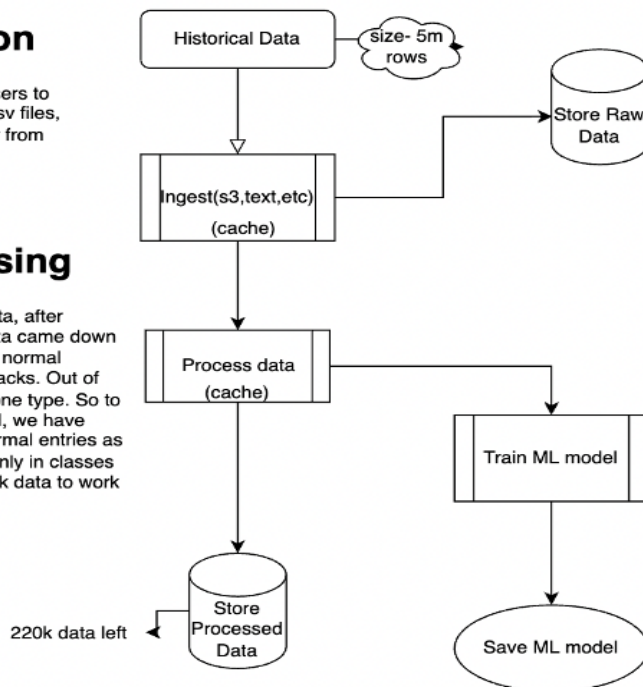 on
sers to
sv files,
from
sing
ta, after
ta came down
normal
acks. Out of
ne type. So to
we have
rmal entries as
nly in classes
k data to work
Historical Data
size- 5m
rows
Store Raw
Data
Ingest(s3,text,etc)
(cache)
Process data
(cache)
Train ML model
Store
Processed
Data
220k data left
Save ML model